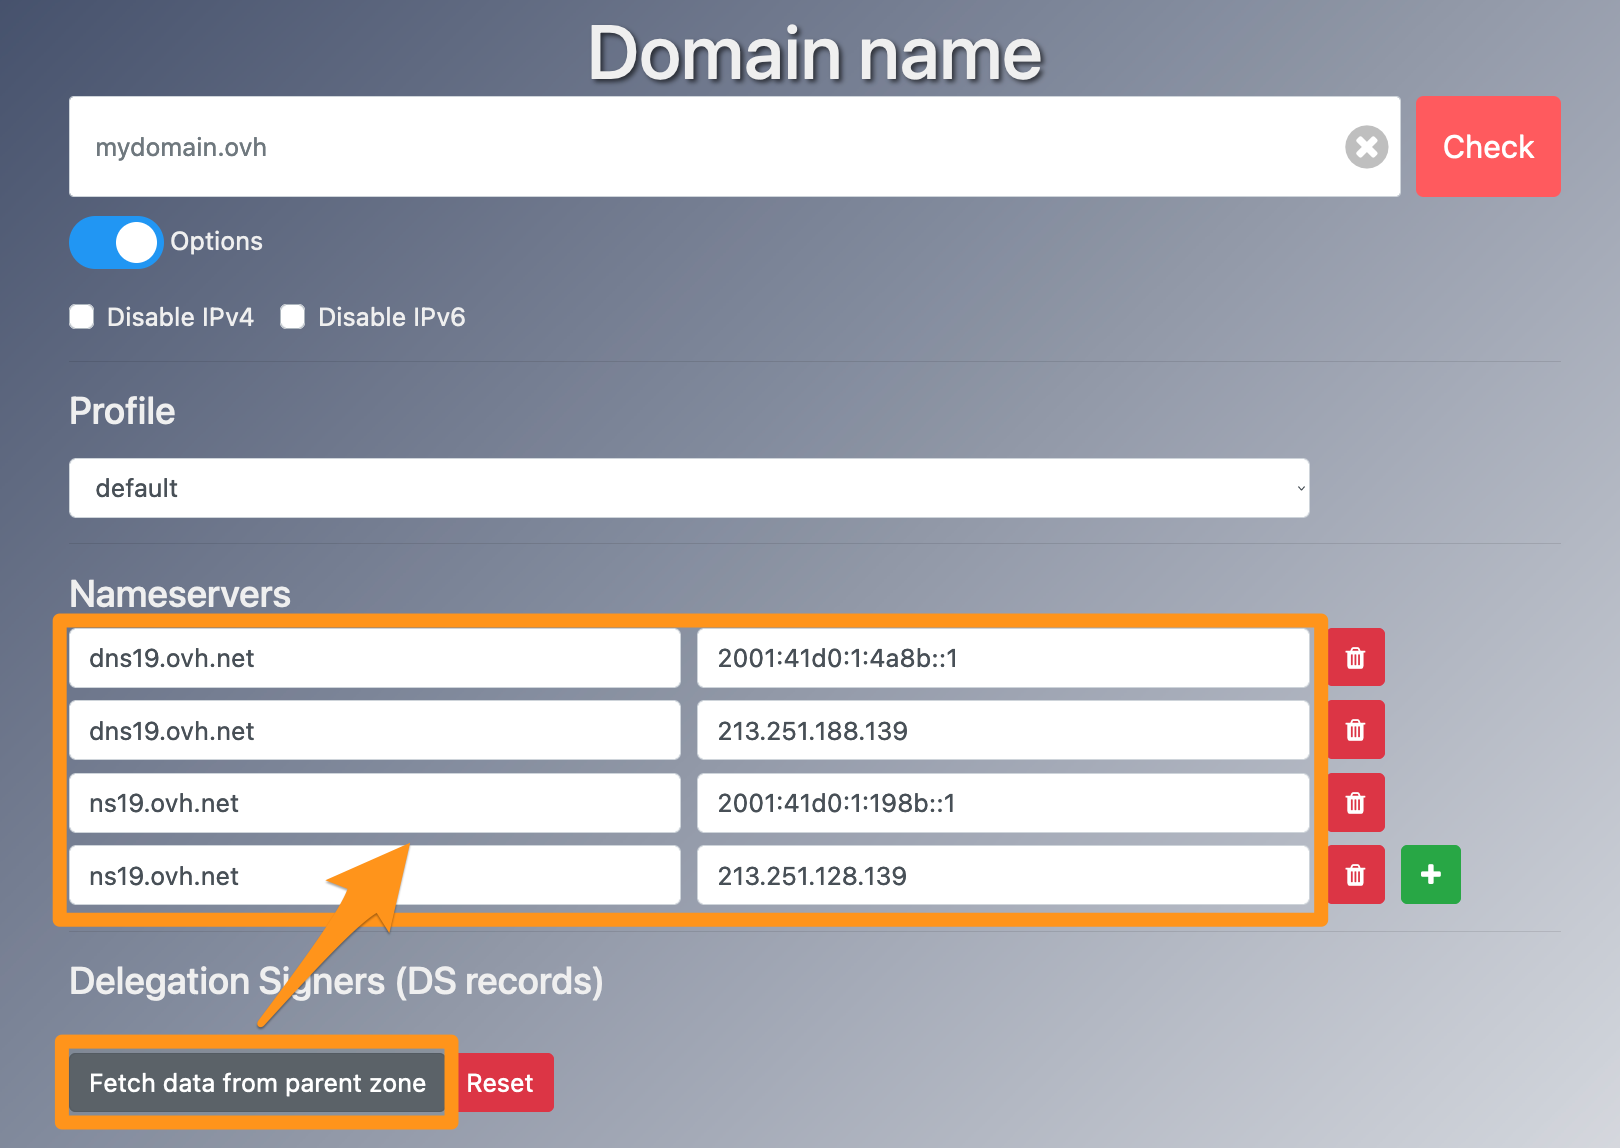 Domain name
mydomain.ovh
Check
Options
Disable IPv4 Disable IPv6
Profile
default
Nameservers
dns19.ovh.net 2001:41d0:1:4a8b::1
dns19.ovh.net 213.251.188.139
ns19.ovh.net 2001:41d0:1:198b::1
ns19.ovh.net 213.251.128.139
Delegation Signers (DS records)
Fetch data from parent zone Reset